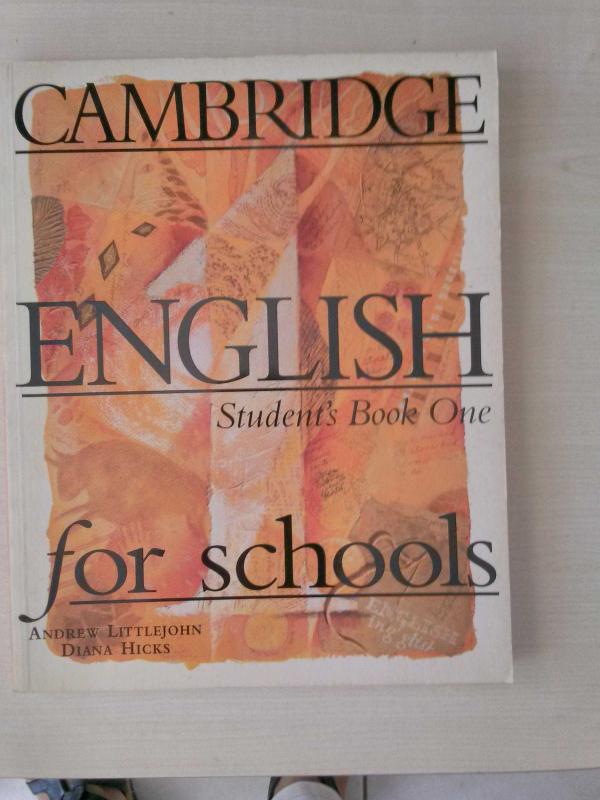 CAMBRIDGE
ENGLISH
Student's Book One
for schools
ANDREW LITTLEJOHN
DIANA HICKS